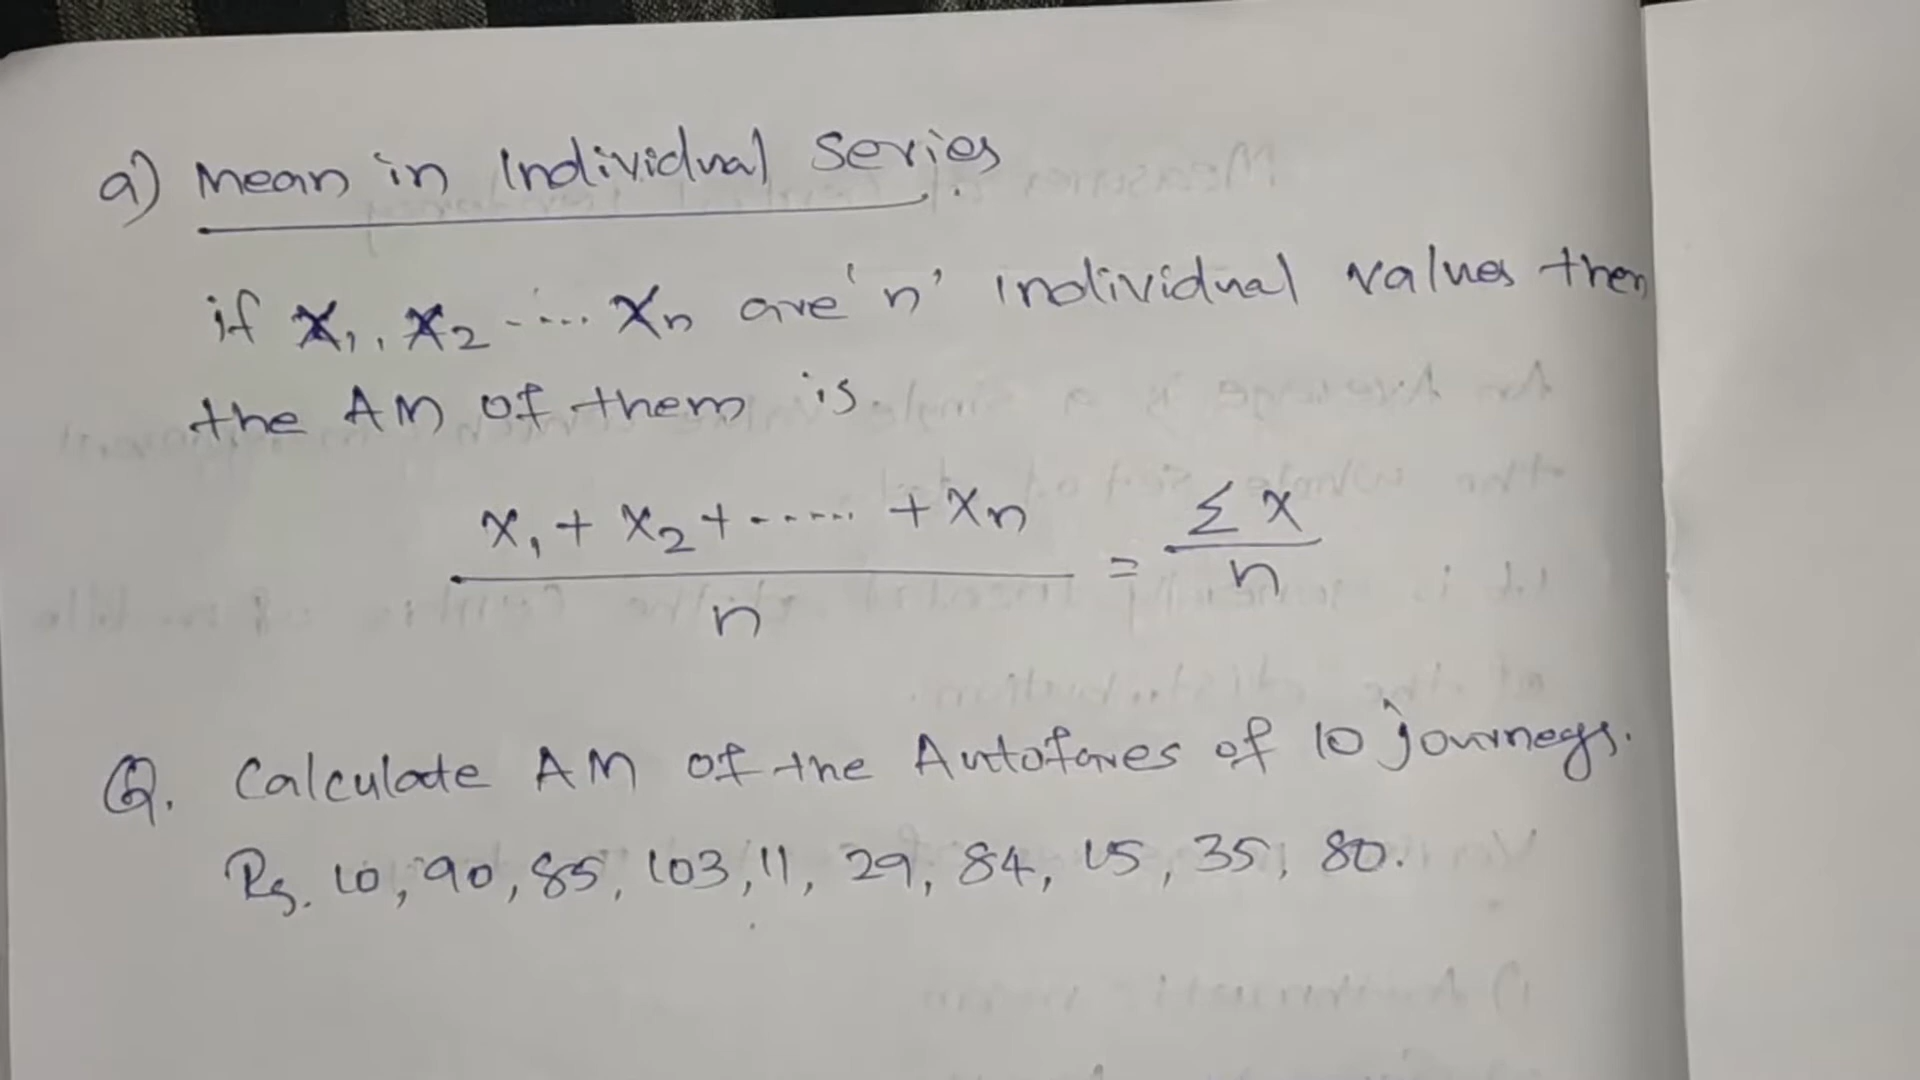 a) Mean in Individual Series
if x₁, x₂ ..... xₙ are 'n' individual values then
the AM of them is
x₁ + x₂ + ...... + xₙ / n = Σx / n
Q. Calculate AM of the Autofares of 10 journeys.
Rs. 10, 90, 85, 103, 11, 29, 84, 15, 35, 80.